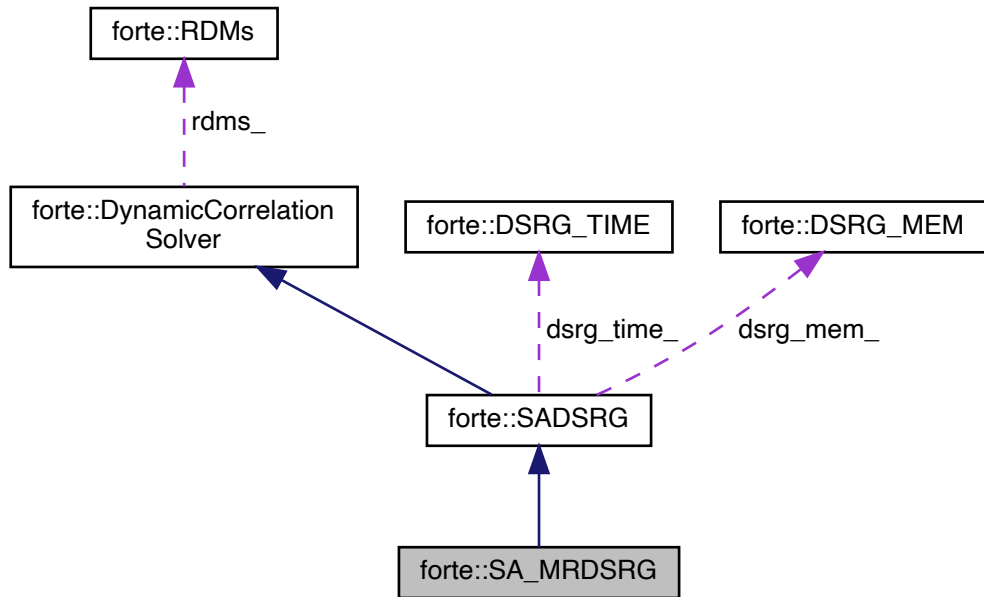 forte::RDMs
rdms_
forte::DynamicCorrelation
Solver
forte::DSRG_TIME
forte::DSRG_MEM
dsrg_time_
dsrg_mem_
forte::SADSRG
forte::SA_MRDSRG